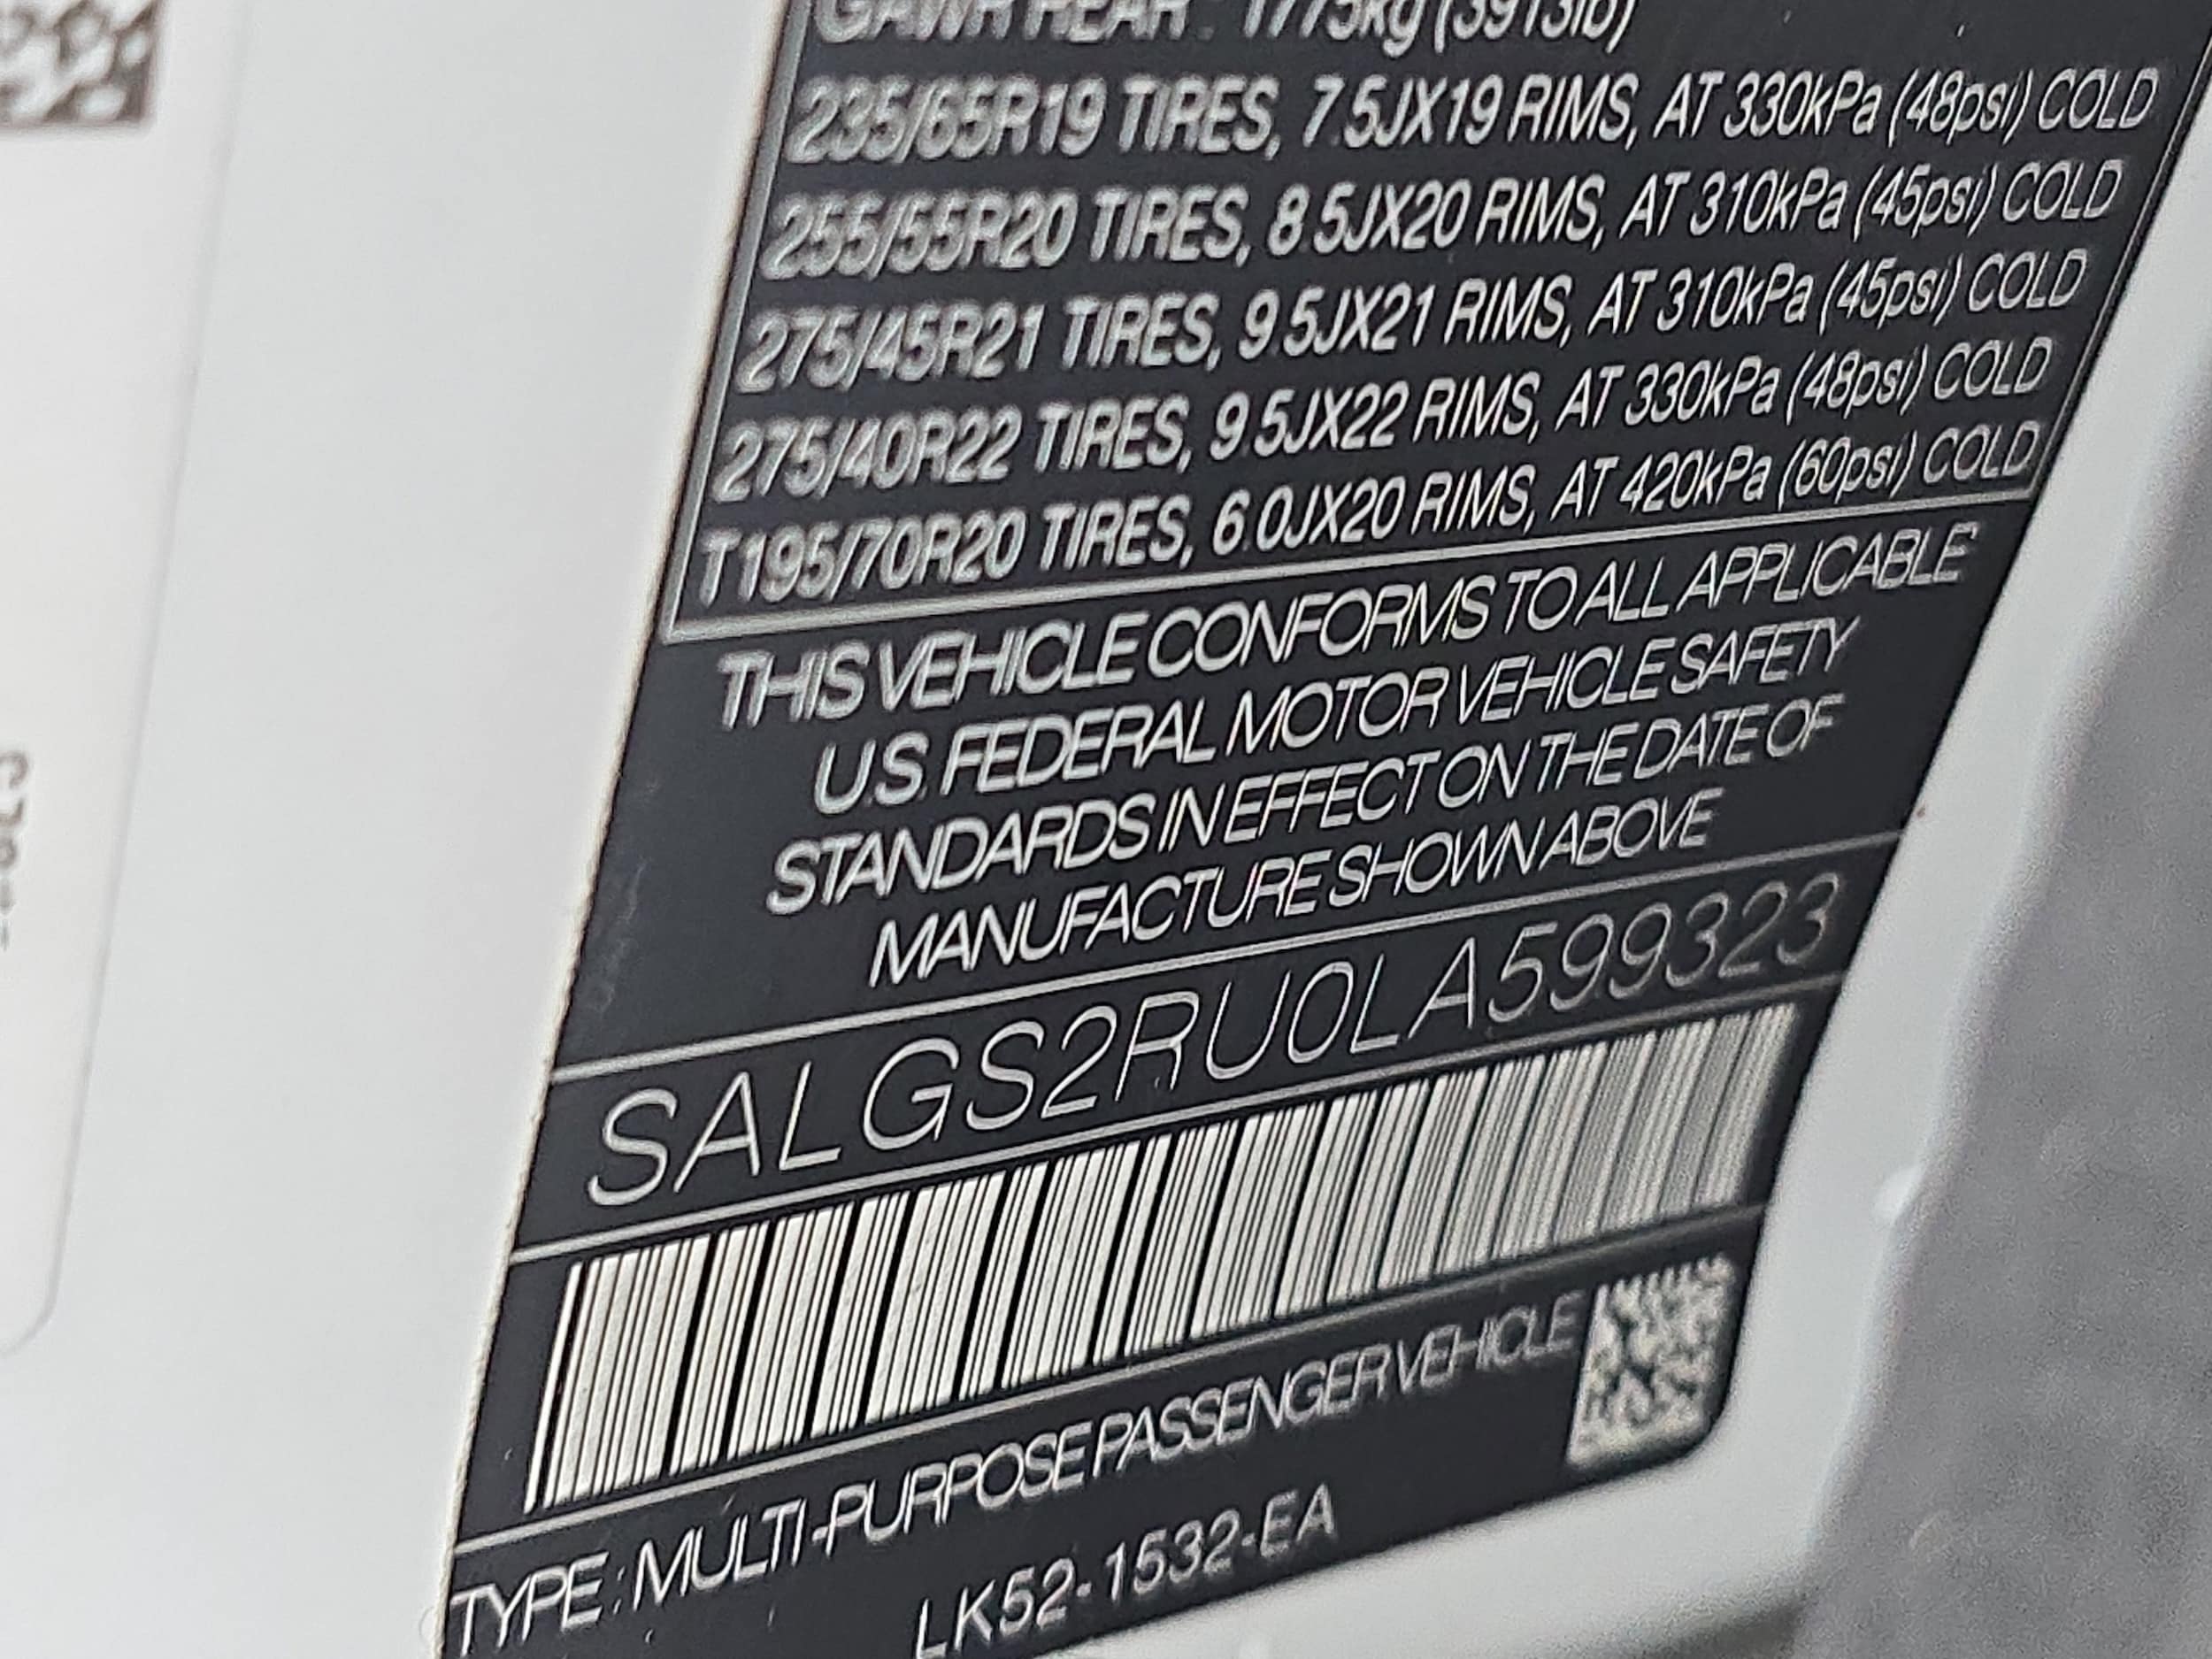 GAWR REAR : 1775kg (3913lb)
235/65R19 TIRES, 7.5JX19 RIMS, AT 330kPa (48psi) COLD
255/55R20 TIRES, 8.5JX20 RIMS, AT 310kPa (45psi) COLD
275/45R21 TIRES, 9.5JX21 RIMS, AT 310kPa (45psi) COLD
275/40R22 TIRES, 9.5JX22 RIMS, AT 330kPa (48psi) COLD
T195/70R20 TIRES, 6.0JX20 RIMS, AT 420kPa (60psi) COLD
THIS VEHICLE CONFORMS TO ALL APPLICABLE
U.S. FEDERAL MOTOR VEHICLE SAFETY
STANDARDS IN EFFECT ON THE DATE OF
MANUFACTURE SHOWN ABOVE
SALGS2RU0LA599323
TYPE : MULTI-PURPOSE PASSENGER VEHICLE
LK52-1532-EA